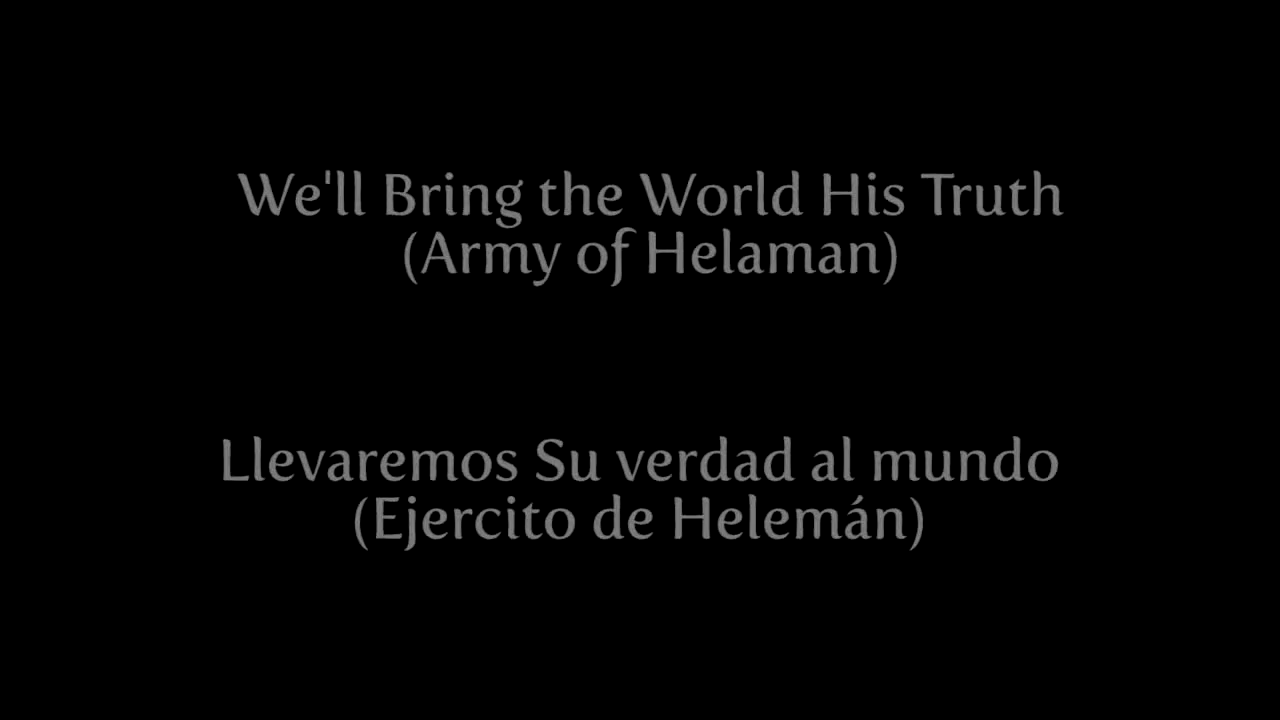 We'll Bring the World His Truth
(Army of Helaman)
Llevaremos Su verdad al mundo
(Ejercito de Helemán)